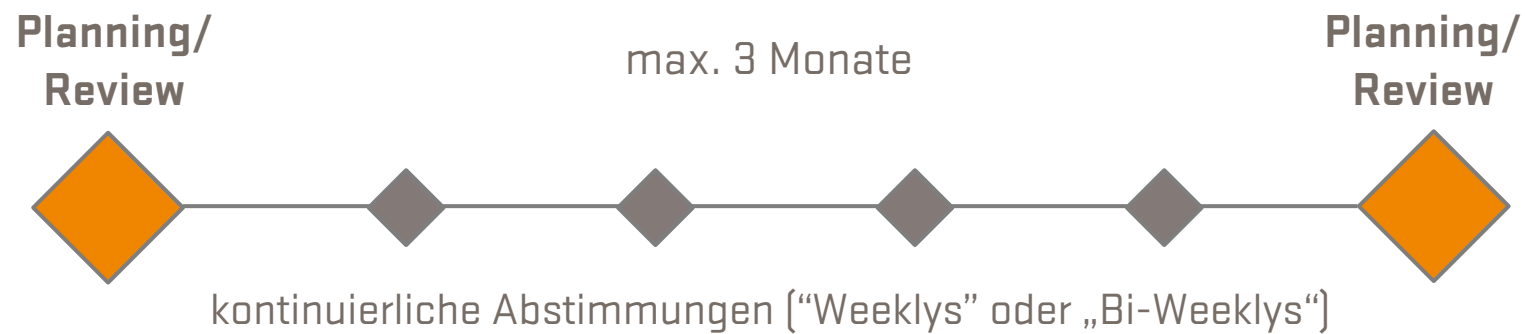 Planning/
Review
max. 3 Monate
Planning/
Review
kontinuierliche Abstimmungen (“Weeklys” oder „Bi-Weeklys“)